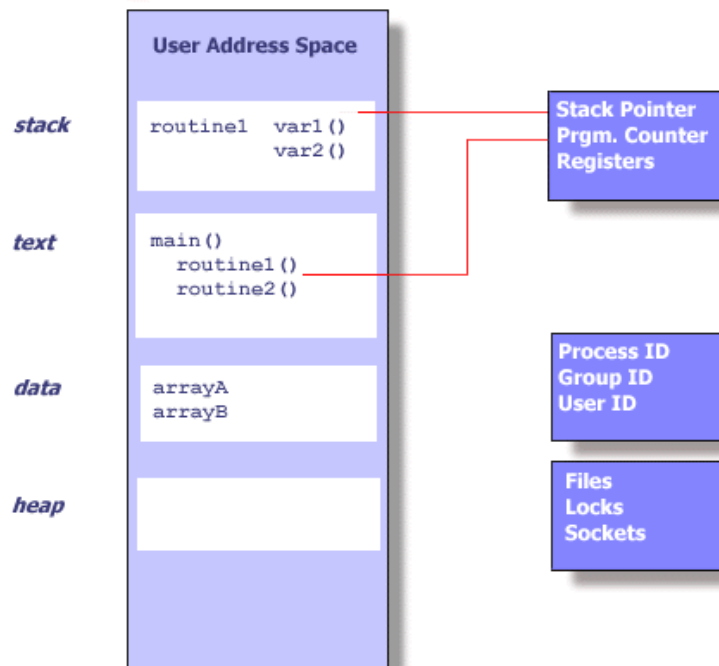 User Address Space
stack
routine1 var1()
var2()
text
main()
routine1()
routine2()
data
arrayA
arrayB
heap
Stack Pointer
Prgm. Counter
Registers
Process ID
Group ID
User ID
Files
Locks
Sockets